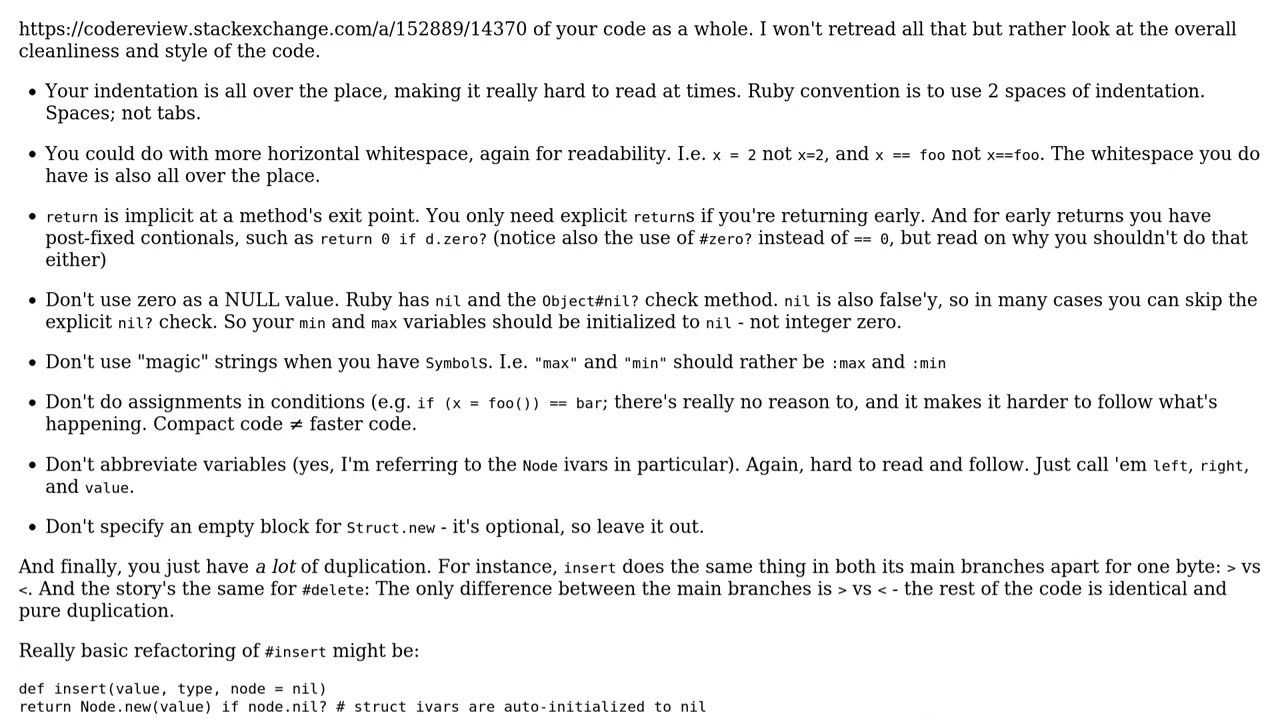 https://codereview.stackexchange.com/a/152889/14370 of your code as a whole. I won't retread all that but rather look at the overall
cleanliness and style of the code.
• Your indentation is all over the place, making it really hard to read at times. Ruby convention is to use 2 spaces of indentation.
Spaces; not tabs.
• You could do with more horizontal whitespace, again for readability. I.e. x = 2 not x=2, and x == foo not x==foo. The whitespace you do
have is also all over the place.
• return is implicit at a method's exit point. You only need explicit returns if you're returning early. And for early returns you have
post-fixed contionals, such as return 0 if d.zero? (notice also the use of #zero? instead of == 0, but read on why you shouldn't do that
either)
• Don't use zero as a NULL value. Ruby has nil and the Object#nil? check method. nil is also false'y, so in many cases you can skip the
explicit nil? check. So your min and max variables should be initialized to nil - not integer zero.
• Don't use "magic" strings when you have Symbols. I.e. "max" and "min" should rather be :max and :min
• Don't do assignments in conditions (e.g. if (x = foo()) == bar; there's really no reason to, and it makes it harder to follow what's
happening. Compact code ≠ faster code.
• Don't abbreviate variables (yes, I'm referring to the Node ivars in particular). Again, hard to read and follow. Just call 'em left, right,
and value.
• Don't specify an empty block for Struct.new - it's optional, so leave it out.
And finally, you just have a lot of duplication. For instance, insert does the same thing in both its main branches apart for one byte: > vs
<. And the story's the same for #delete: The only difference between the main branches is > vs < - the rest of the code is identical and
pure duplication.
Really basic refactoring of #insert might be:
def insert(value, type, node = nil)
return Node.new(value) if node.nil? # struct ivars are auto-initialized to nil